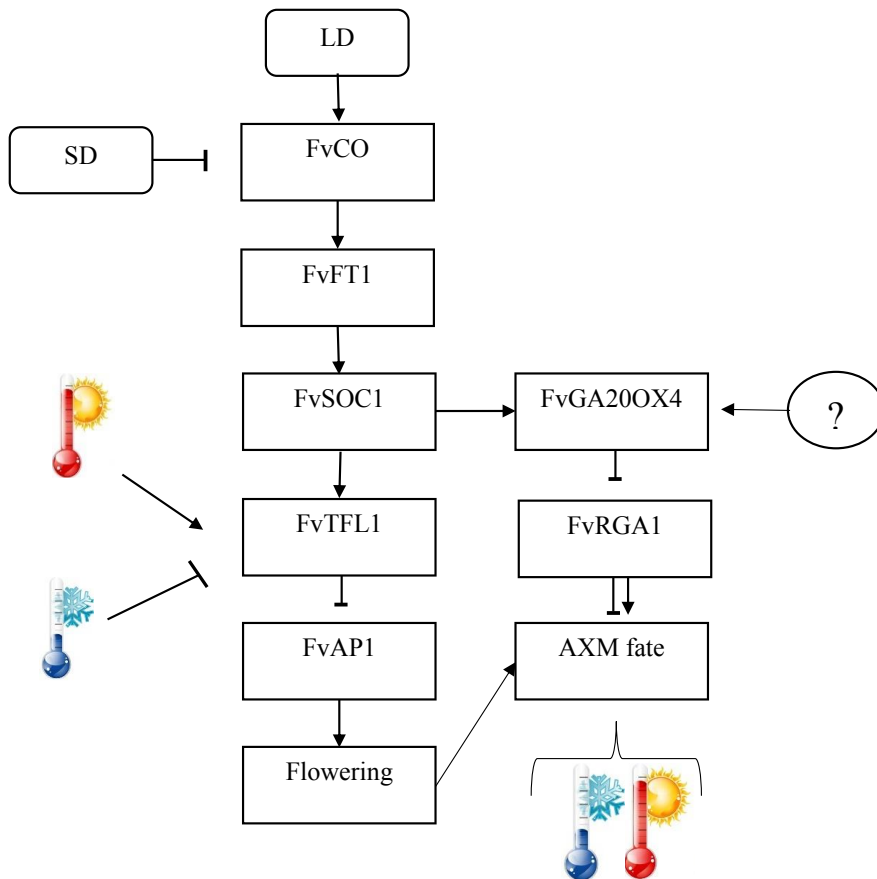 LD
SD
FvCO
FvFT1
FvSOC1
FvGA20OX4
?
FvTFL1
FvRGA1
FvAP1
AXM fate
Flowering